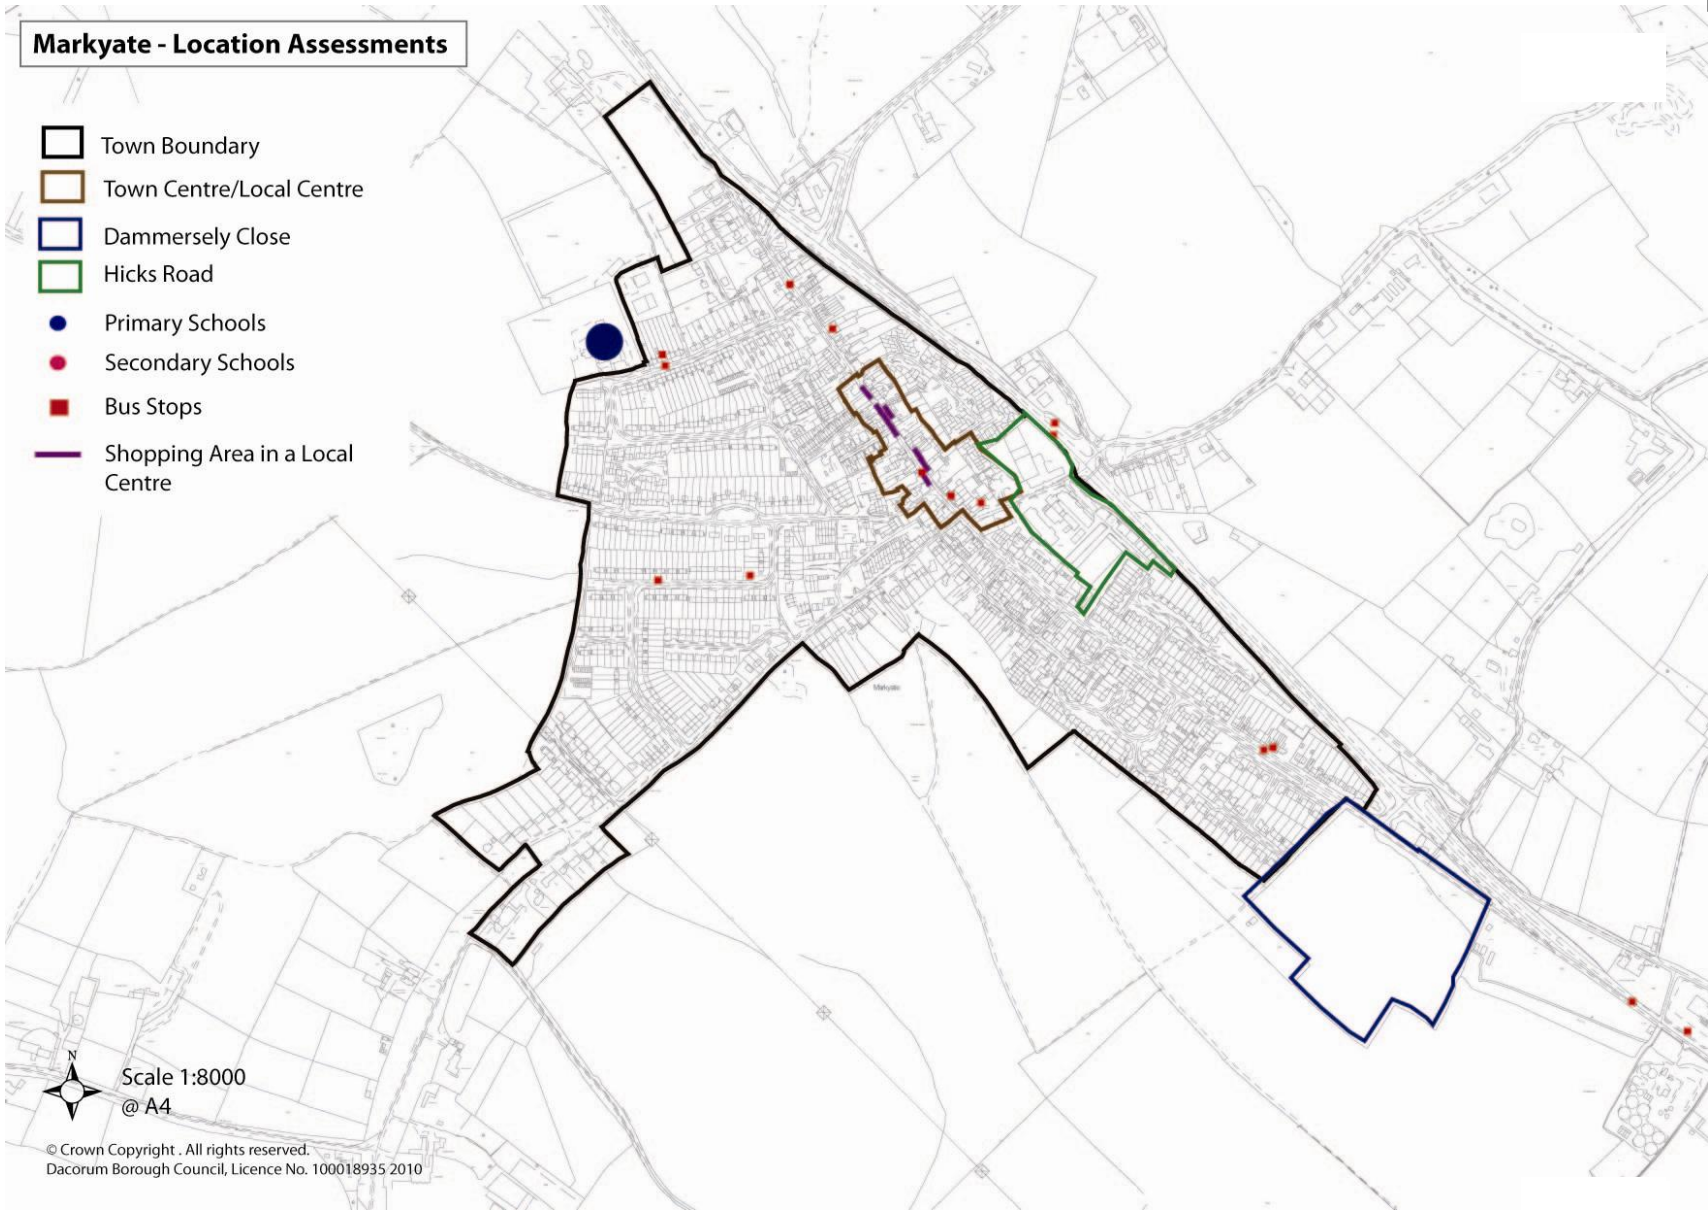 Markyate - Location Assessments
Town Boundary
Town Centre/Local Centre
Dammersely Close
Hicks Road
Primary Schools
Secondary Schools
Bus Stops
Shopping Area in a Local
Centre
Markyate
N
Scale 1:8000
@ A4
© Crown Copyright . All rights reserved.
Dacorum Borough Council, Licence No. 100018935 2010